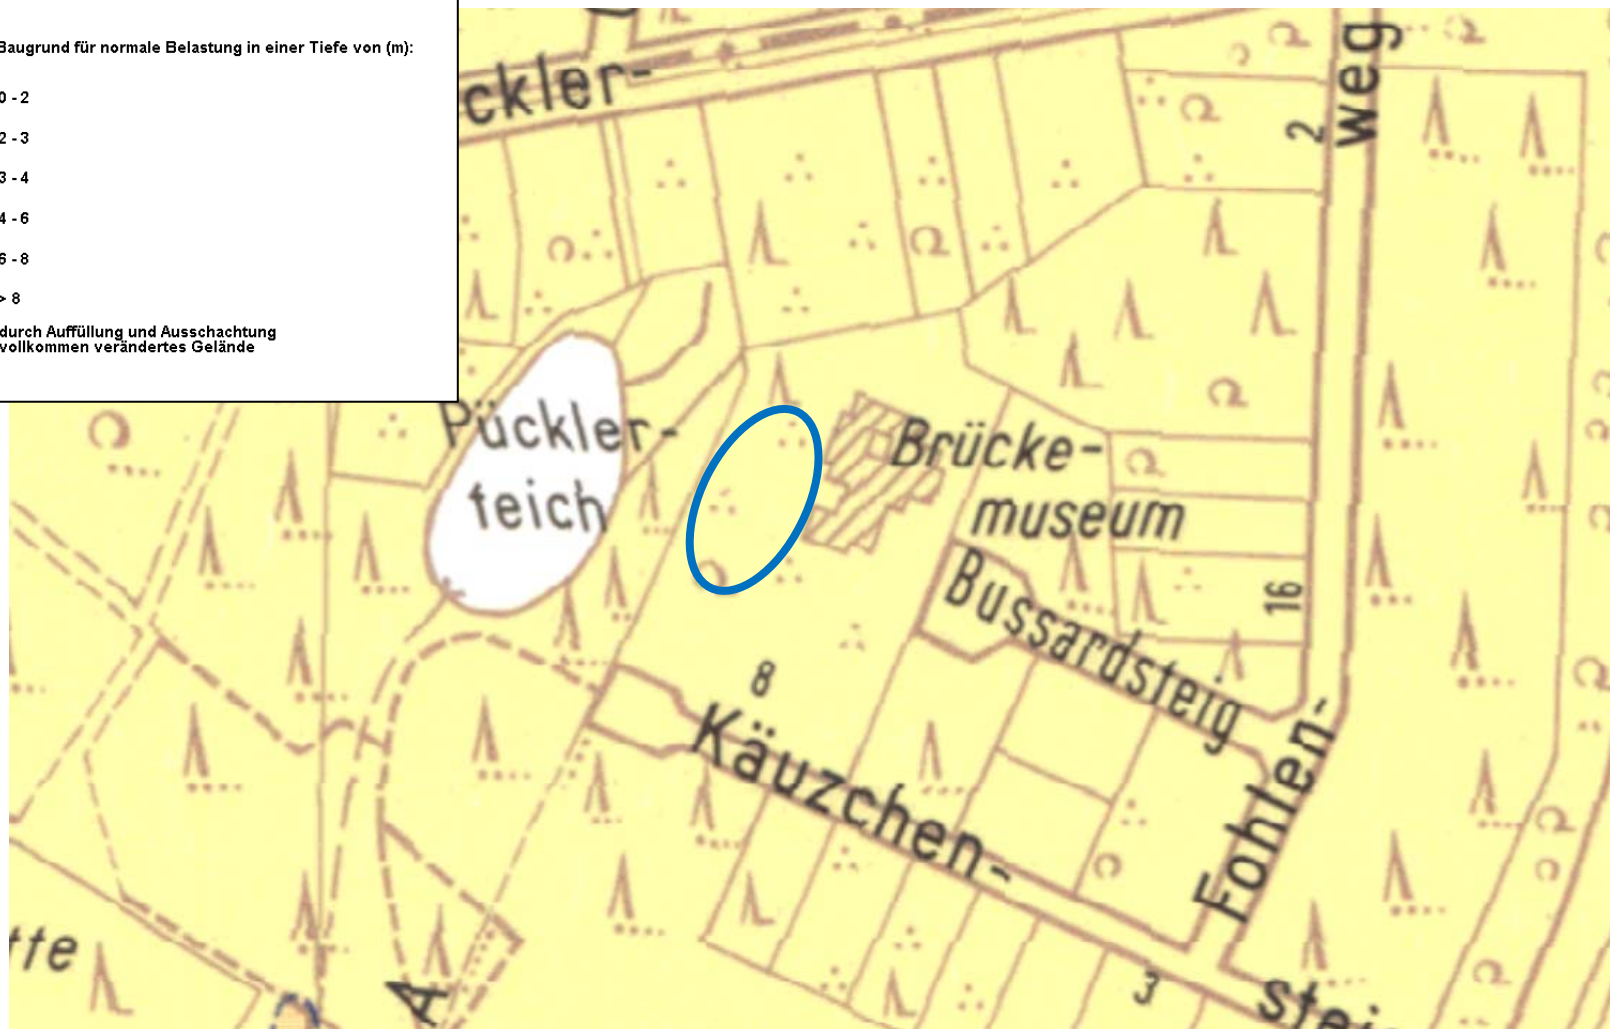 Baugrund für normale Belastung in einer Tiefe von (m):
0 - 2
2 - 3
3 - 4
4 - 6
6 - 8
> 8
durch Auffüllung und Ausschachtung
vollkommen verändertes Gelände
ckler-
weg
2
Pückler-
teich
Brücke-
museum
Bussardsteig
16
8
Käuzchen-
Fohlen-
tte
A
3
stei